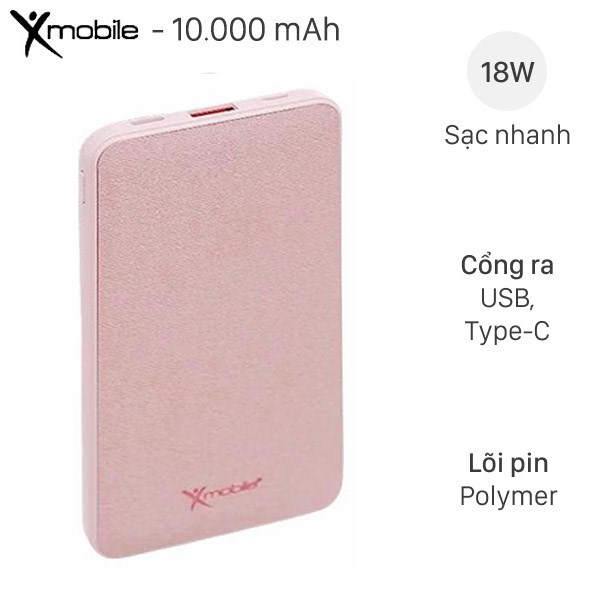 Xmobile - 10.000 mAh
18W
Sạc nhanh
Cổng ra
USB,
Type-C
Lõi pin
Polymer
Xmobile®